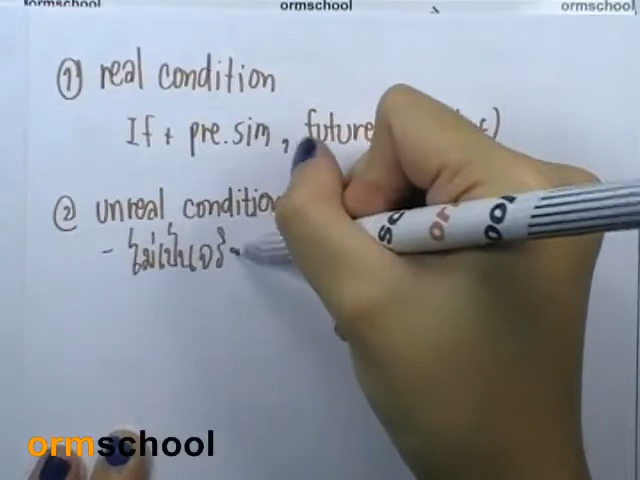 ormschool ormschool ormschool
① real condition
If + pre.sim, future
② unreal condition
- ไม่เป็นจริง
ormschool